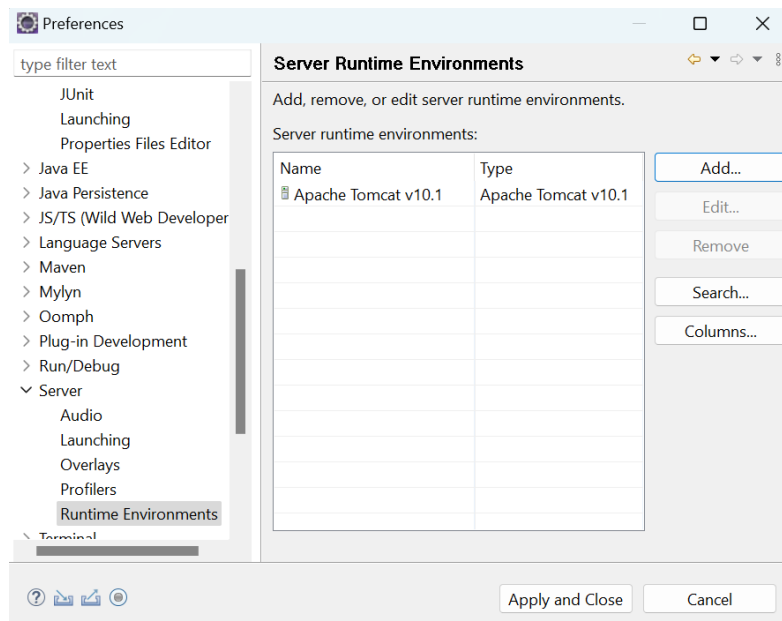 Preferences
type filter text
JUnit
Launching
Properties Files Editor
Java EE
Java Persistence
JS/TS (Wild Web Developer
Language Servers
Maven
Mylyn
Oomph
Plug-in Development
Run/Debug
Server
Audio
Launching
Overlays
Profilers
Runtime Environments
Terminal
Server Runtime Environments
Add, remove, or edit server runtime environments.
Server runtime environments:
Name Type
Apache Tomcat v10.1 Apache Tomcat v10.1
Add...
Edit...
Remove
Search...
Columns...
Apply and Close Cancel